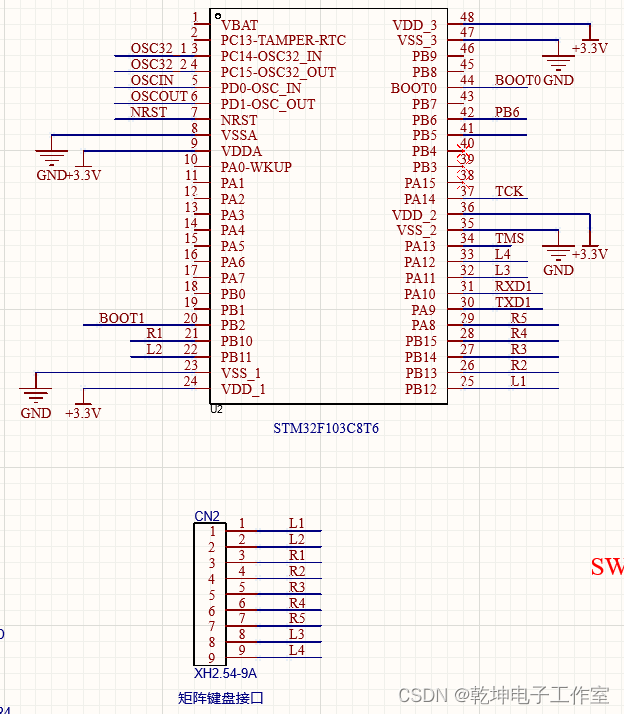 1 VBAT VDD_3 48
2 PC13-TAMPER-RTC VSS_3 47 +3.3V
OSC32_1 3 PC14-OSC32_IN PB9 46
OSC32_2 4 PC15-OSC32_OUT PB8 45 GND
OSCIN 5 PD0-OSC_IN BOOT0 44 BOOT0
OSCOUT 6 PD1-OSC_OUT PB7 43
NRST 7 NRST PB6 42 PB6
8 VSSA PB5 41
9 VDDA PB4 40
10 PA0-WKUP PB3 39
GND +3.3V
11 PA1 PA15 38
12 PA2 PA14 37 TCK
13 PA3 VDD_2 36
14 PA4 VSS_2 35
15 PA5 PA13 34 TMS
16 PA6 PA12 33 L4 +3.3V
17 PA7 PA11 32 L3 GND
18 PB0 PA10 31 RXD1
19 PB1 PA9 30 TXD1
BOOT1 20 PB2 PA8 29 R5
R1 21 PB10 PB15 28 R4
L2 22 PB11 PB14 27 R3
23 VSS_1 PB13 26 R2
24 VDD_1 PB12 25 L1
GND +3.3V
U2
STM32F103C8T6
CN2
1 1 L1
2 2 L2
3 3 R1
4 4 R2
5 5 R3
6 6 R4
7 7 R5
8 8 L3
9 9 L4
XH2.54-9A
矩阵键盘接口
SW
CSDN @乾坤电子工作室